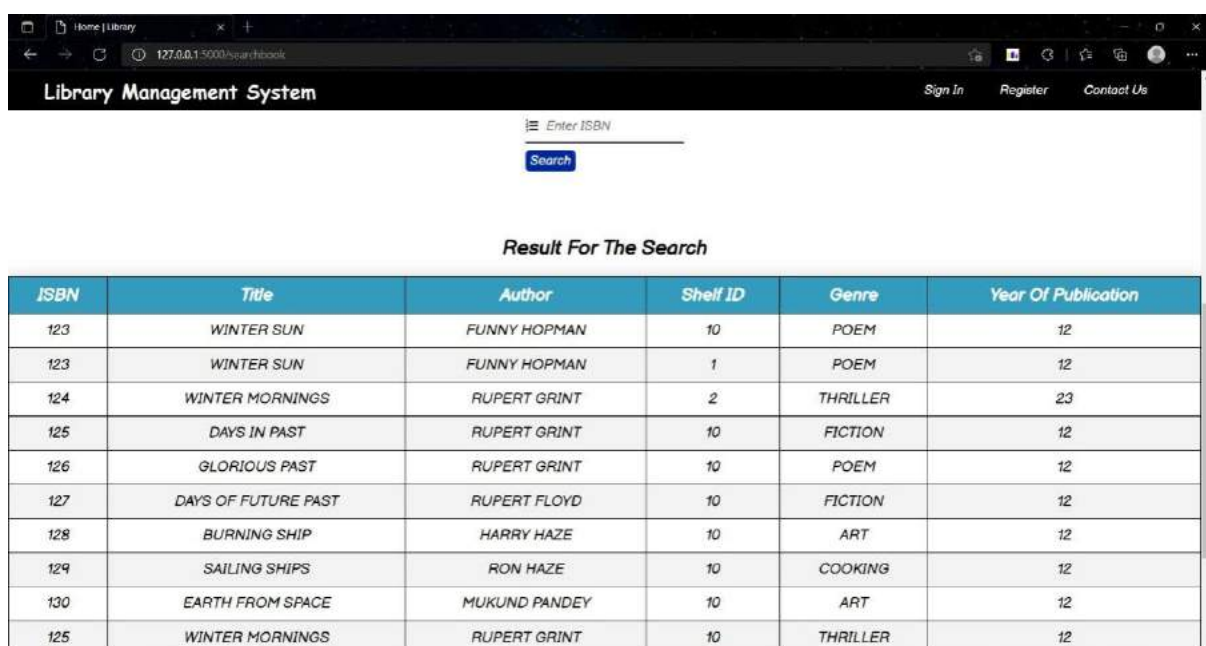 Home | Library
127.0.0.1:5000/searchbook
Library Management System Sign In Register Contact Us
Enter ISBN
Search
Result For The Search
ISBN Title Author Shelf ID Genre Year Of Publication
123 WINTER SUN FUNNY HOPMAN 10 POEM 12
123 WINTER SUN FUNNY HOPMAN 1 POEM 12
124 WINTER MORNINGS RUPERT GRINT 2 THRILLER 23
125 DAYS IN PAST RUPERT GRINT 10 FICTION 12
126 GLORIOUS PAST RUPERT GRINT 10 POEM 12
127 DAYS OF FUTURE PAST RUPERT FLOYD 10 FICTION 12
128 BURNING SHIP HARRY HAZE 10 ART 12
129 SAILING SHIPS RON HAZE 10 COOKING 12
130 EARTH FROM SPACE MUKUND PANDEY 10 ART 12
125 WINTER MORNINGS RUPERT GRINT 10 THRILLER 12